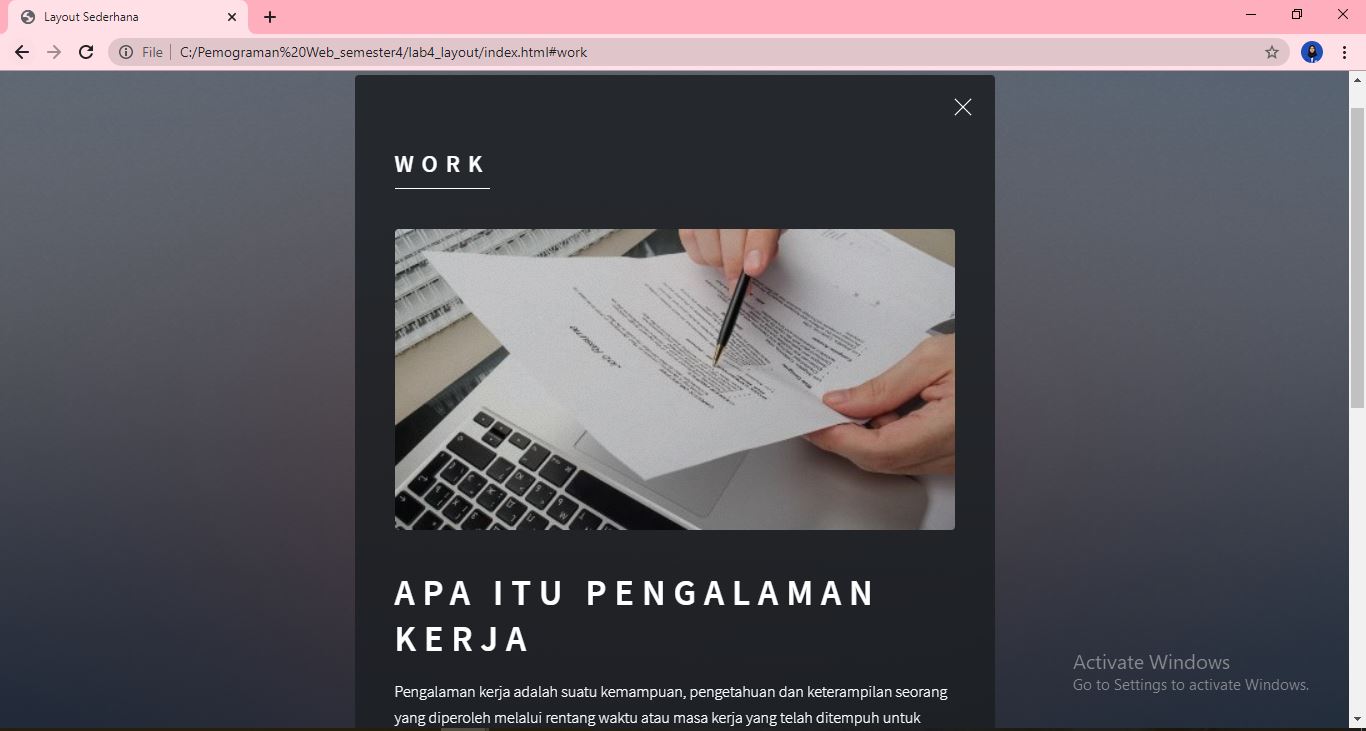 Layout Sederhana
File
C:/Pemograman%20Web_semester4/lab4_layout/index.html#work
WORK
APA ITU PENGALAMAN
KERJA
Pengalaman kerja adalah suatu kemampuan, pengetahuan dan keterampilan seorang
yang diperoleh melalui rentang waktu atau masa kerja yang telah ditempuh untuk
Activate Windows
Go to Settings to activate Windows.